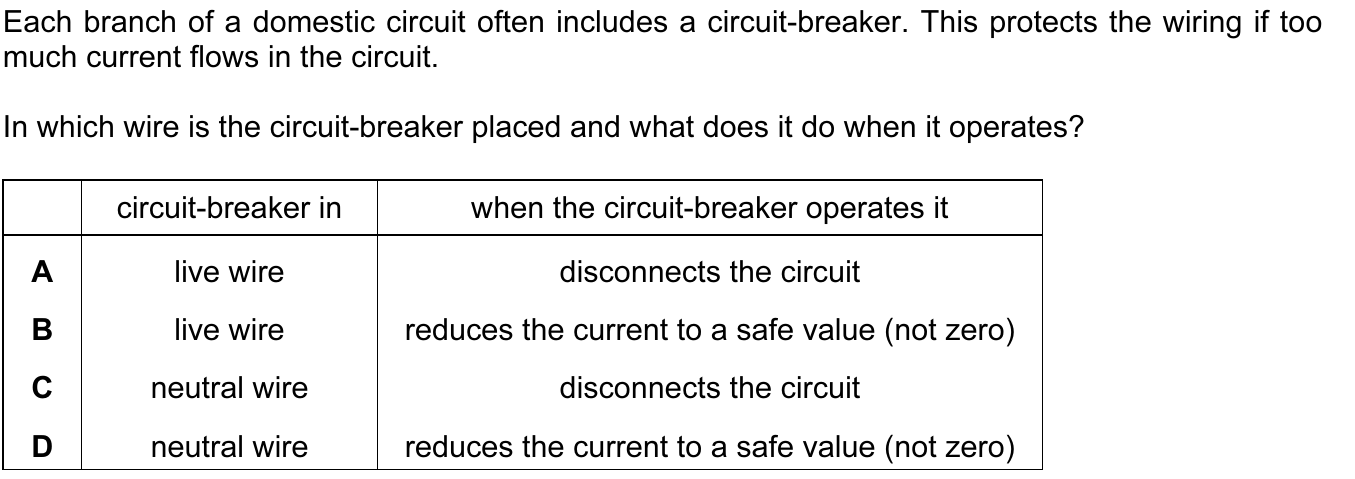 Each branch of a domestic circuit often includes a circuit-breaker. This protects the wiring if too
much current flows in the circuit.
In which wire is the circuit-breaker placed and what does it do when it operates?
circuit-breaker in when the circuit-breaker operates it
A live wire disconnects the circuit
B live wire reduces the current to a safe value (not zero)
C neutral wire disconnects the circuit
D neutral wire reduces the current to a safe value (not zero)